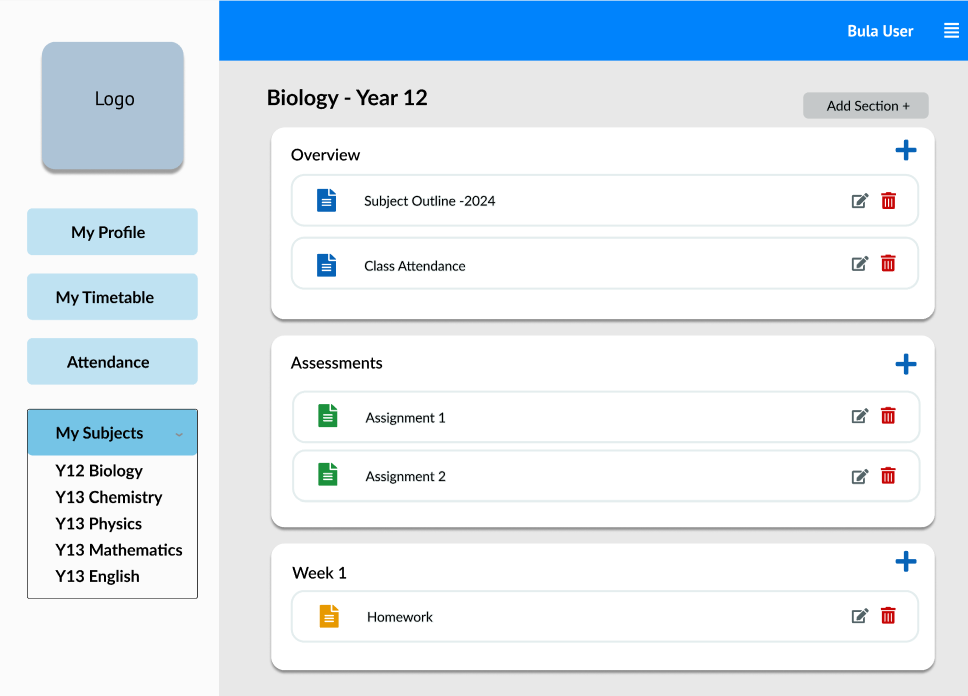 Bula User
Logo
My Profile
My Timetable
Attendance
My Subjects
Y12 Biology
Y13 Chemistry
Y13 Physics
Y13 Mathematics
Y13 English
Biology - Year 12
Add Section +
Overview
Subject Outline -2024
Class Attendance
Assessments
Assignment 1
Assignment 2
Week 1
Homework